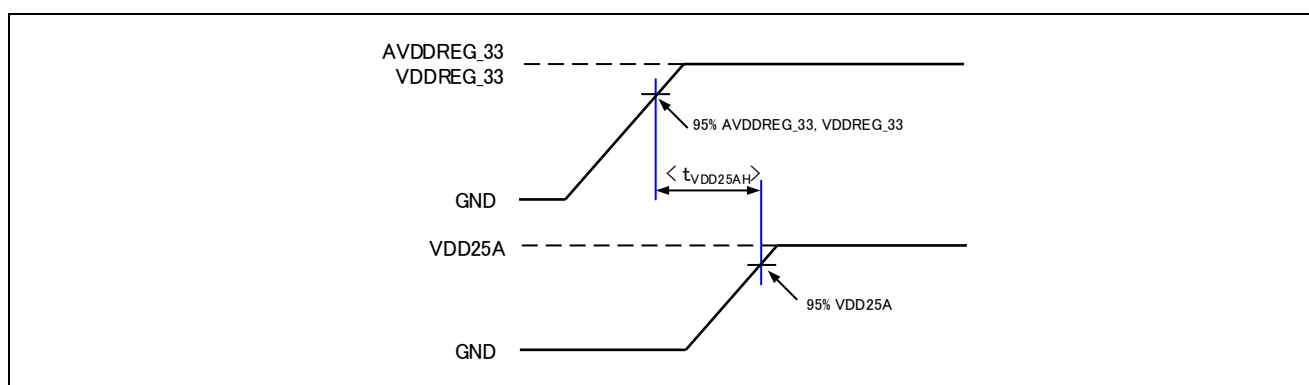 AVDDREG_33
VDDREG_33
95% AVDDREG_33, VDDREG_33
< tVDD25AH>
GND
VDD25A
95% VDD25A
GND